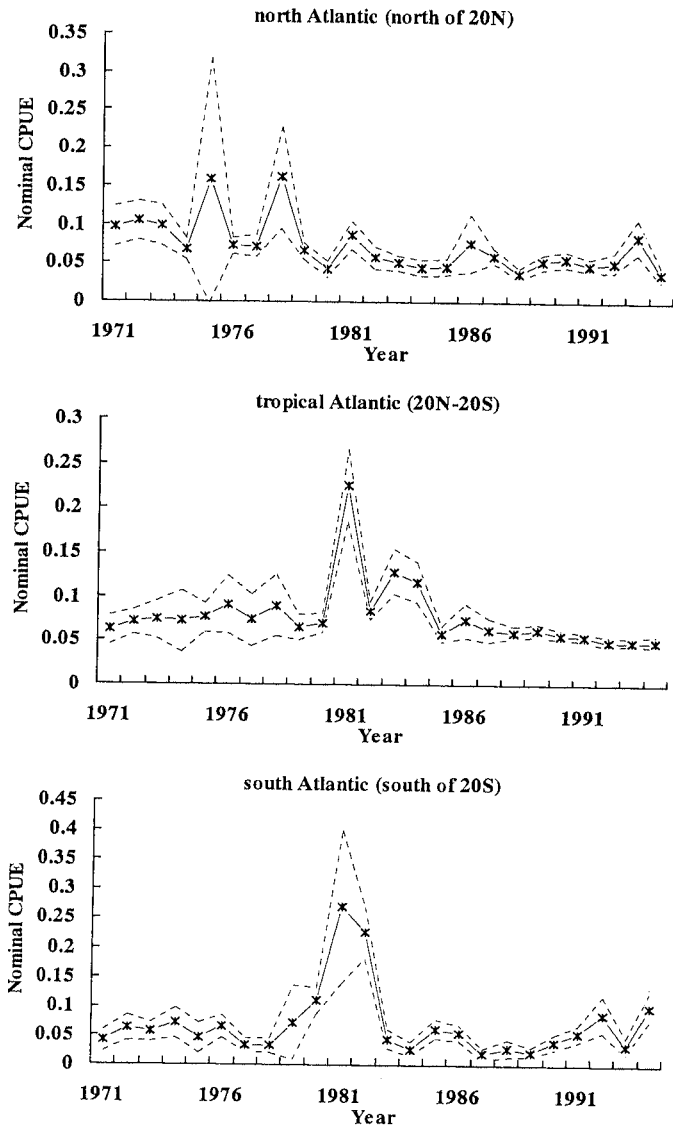 north Atlantic (north of 20N)
0.35
0.3
0.25
0.2
0.15
0.1
0.05
0
Nominal CPUE
1971 1976 1981 1986 1991
Year
tropical Atlantic (20N-20S)
0.3
0.25
0.2
0.15
0.1
0.05
0
Nominal CPUE
1971 1976 1981 1986 1991
Year
south Atlantic (south of 20S)
0.45
0.4
0.35
0.3
0.25
0.2
0.15
0.1
0.05
0
Nominal CPUE
1971 1976 1981 1986 1991
Year